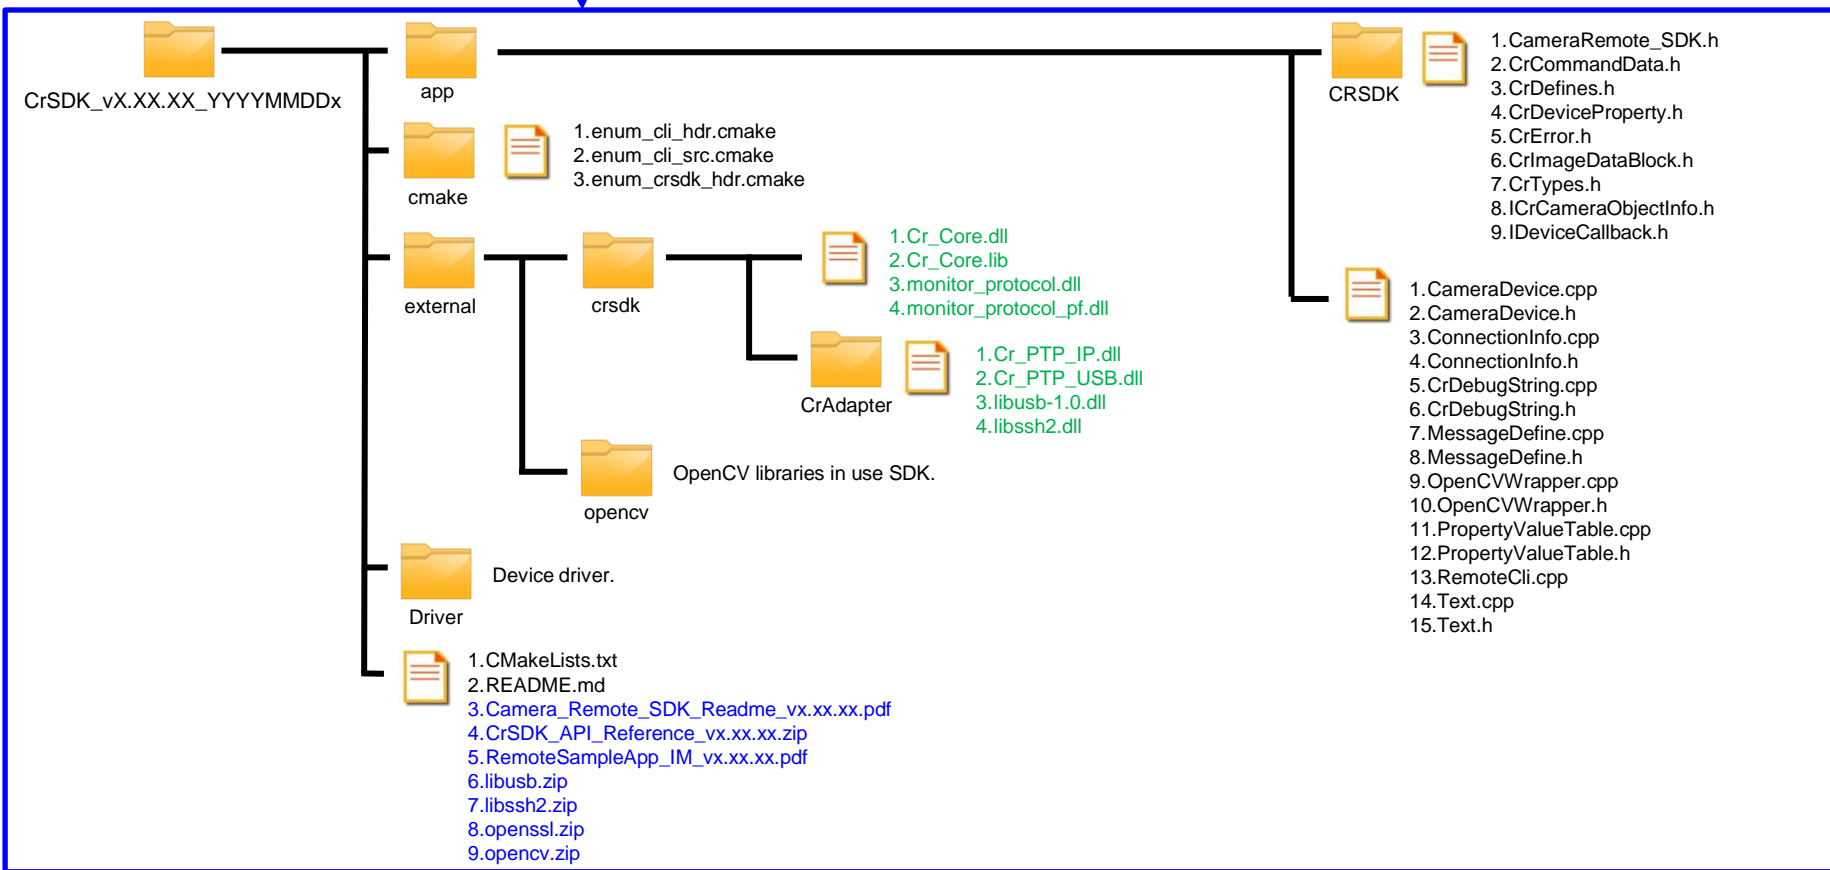 CrSDK_vX.XX.XX_YYYYMMDDx
app
CRSDK
1.CameraRemote_SDK.h
2.CrCommandData.h
3.CrDefines.h
4.CrDeviceProperty.h
5.CrError.h
6.CrImageDataBlock.h
7.CrTypes.h
8.ICrCameraObjectInfo.h
9.IDeviceCallback.h
1.CameraDevice.cpp
2.CameraDevice.h
3.ConnectionInfo.cpp
4.ConnectionInfo.h
5.CrDebugString.cpp
6.CrDebugString.h
7.MessageDefine.cpp
8.MessageDefine.h
9.OpenCVWrapper.cpp
10.OpenCVWrapper.h
11.PropertyValueTable.cpp
12.PropertyValueTable.h
13.RemoteCli.cpp
14.Text.cpp
15.Text.h
cmake
1.enum_cli_hdr.cmake
2.enum_cli_src.cmake
3.enum_crsdk_hdr.cmake
external
crsdk
1.Cr_Core.dll
2.Cr_Core.lib
3.monitor_protocol.dll
4.monitor_protocol_pf.dll
CrAdapter
1.Cr_PTP_IP.dll
2.Cr_PTP_USB.dll
3.libusb-1.0.dll
4.libssh2.dll
opencv
OpenCV libraries in use SDK.
Driver
Device driver.
1.CMakeLists.txt
2.README.md
3.Camera_Remote_SDK_Readme_vx.xx.xx.pdf
4.CrSDK_API_Reference_vx.xx.xx.zip
5.RemoteSampleApp_IM_vx.xx.xx.pdf
6.libusb.zip
7.libssh2.zip
8.openssl.zip
9.opencv.zip